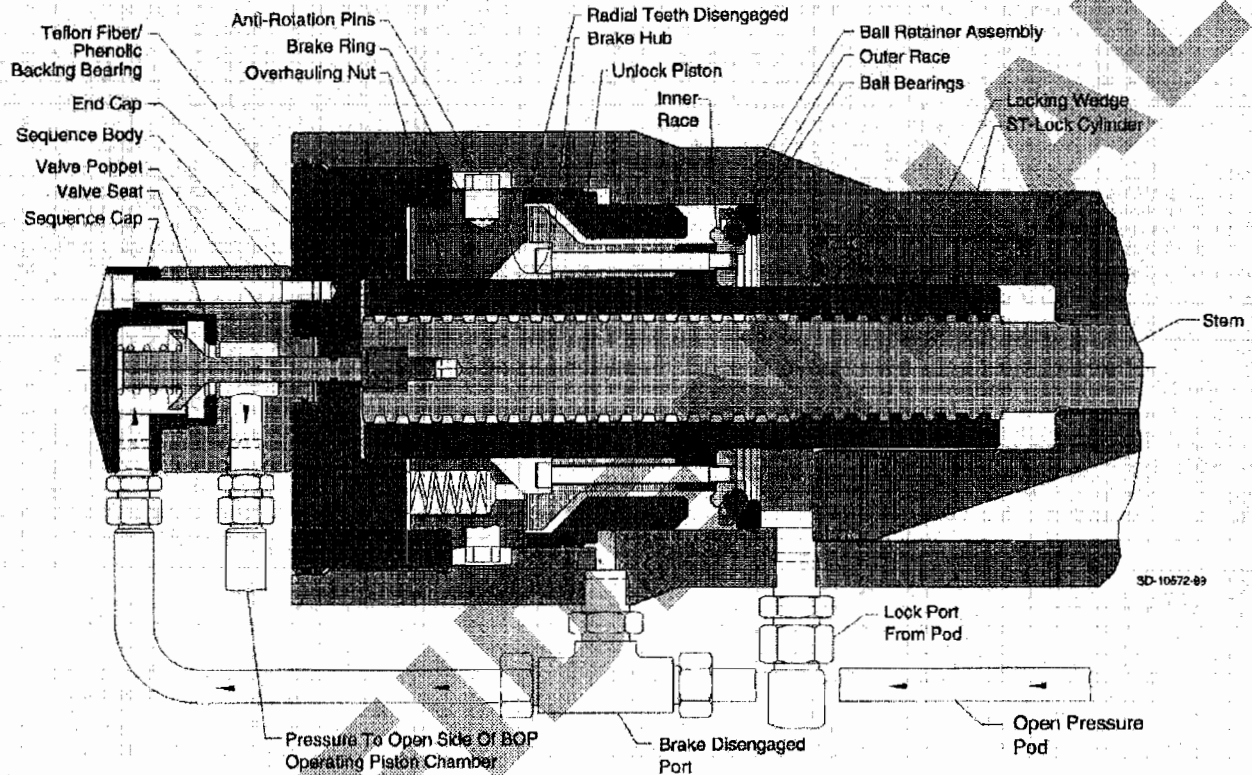 Teflon Fiber/
Phenolic
Backing Bearing
End Cap
Sequence Body
Valve Poppet
Valve Seat
Sequence Cap
Anti-Rotation Pins
Brake Ring
Overhauling Nut
Radial Teeth Disengaged
Brake Hub
Unlock Piston
Inner
Race
Ball Retainer Assembly
Outer Race
Ball Bearings
Locking Wedge
ST-Lock Cylinder
Stem
SD-10572-89
Lock Port
From Pod
Open Pressure
Pod
Brake Disengaged
Port
Pressure To Open Side Of BOP
Operating Piston Chamber